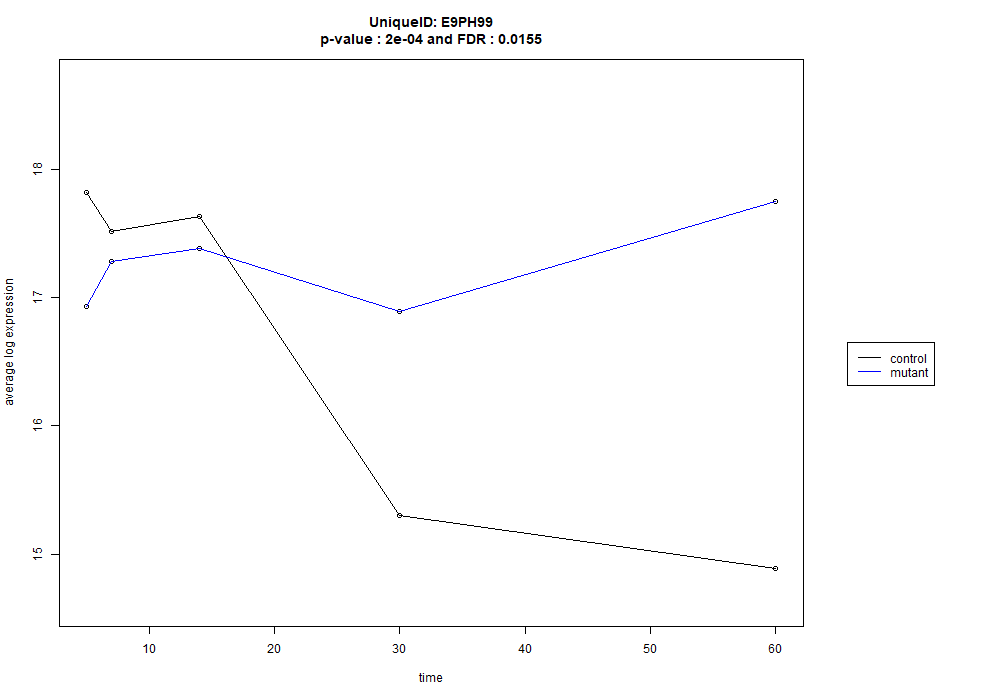 UniqueID: E9PH99
p-value : 2e-04 and FDR : 0.0155
18
17
16
15
average log expression
10
20
30
40
50
60
time
control
mutant